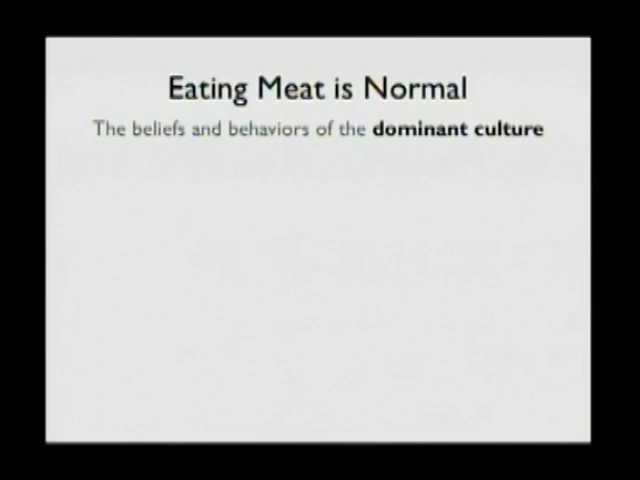 Eating Meat is Normal
The beliefs and behaviors of the dominant culture